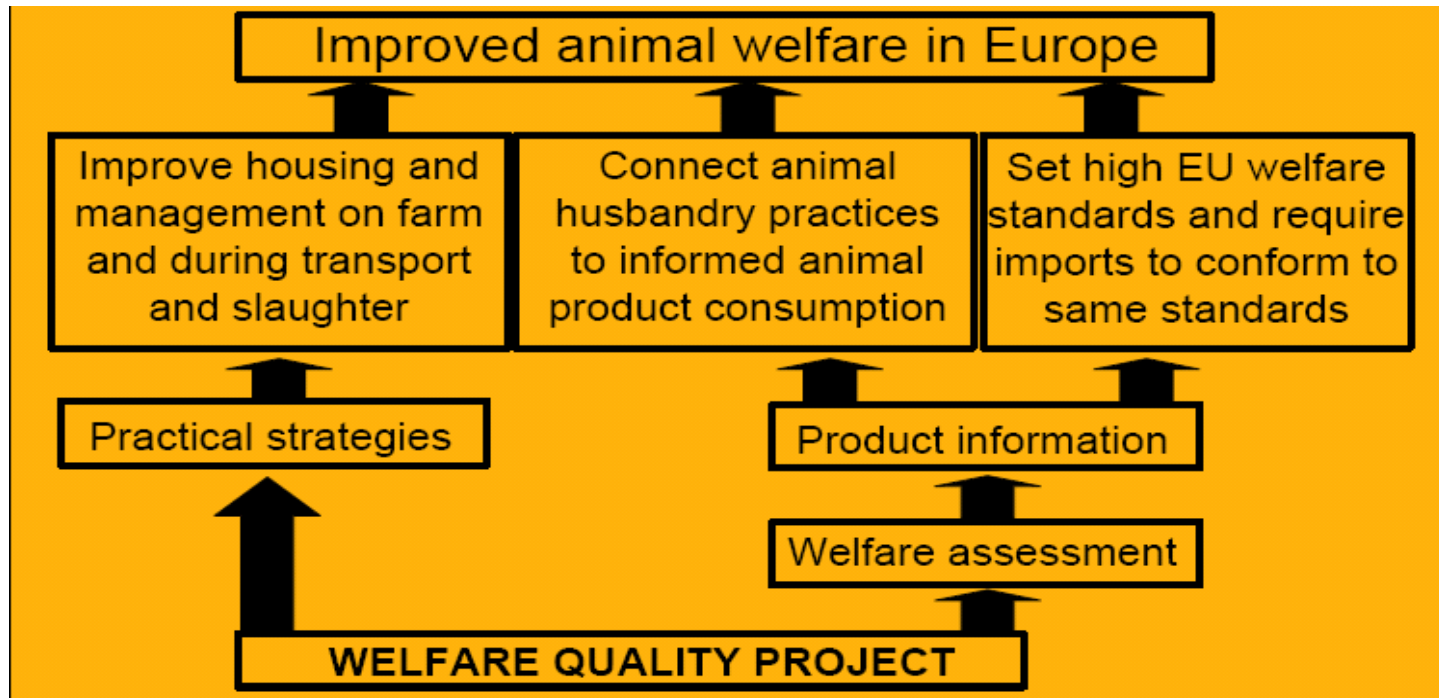 Improved animal welfare in Europe
Improve housing and
management on farm
and during transport
and slaughter
Connect animal
husbandry practices
to informed animal
product consumption
Set high EU welfare
standards and require
imports to conform to
same standards
Practical strategies
Product information
Welfare assessment
WELFARE QUALITY PROJECT